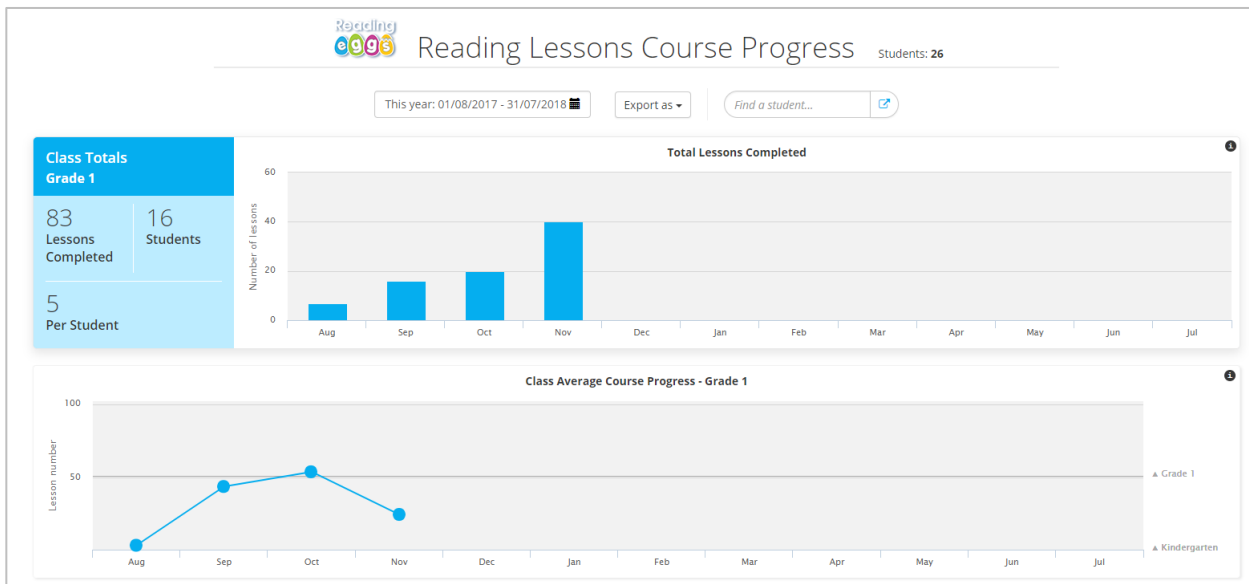 Reading
eggs
Reading Lessons Course Progress
Students: 26
This year: 01/08/2017 - 31/07/2018
Export as
Find a student...
Class Totals
Grade 1
83
Lessons
Completed
16
Students
5
Per Student
Total Lessons Completed
Number of lessons
60
40
20
0
Aug Sep Oct Nov Dec Jan Feb Mar Apr May Jun Jul
Class Average Course Progress - Grade 1
Lesson number
100
50
▲ Grade 1
▲ Kindergarten
Aug Sep Oct Nov Dec Jan Feb Mar Apr May Jun Jul